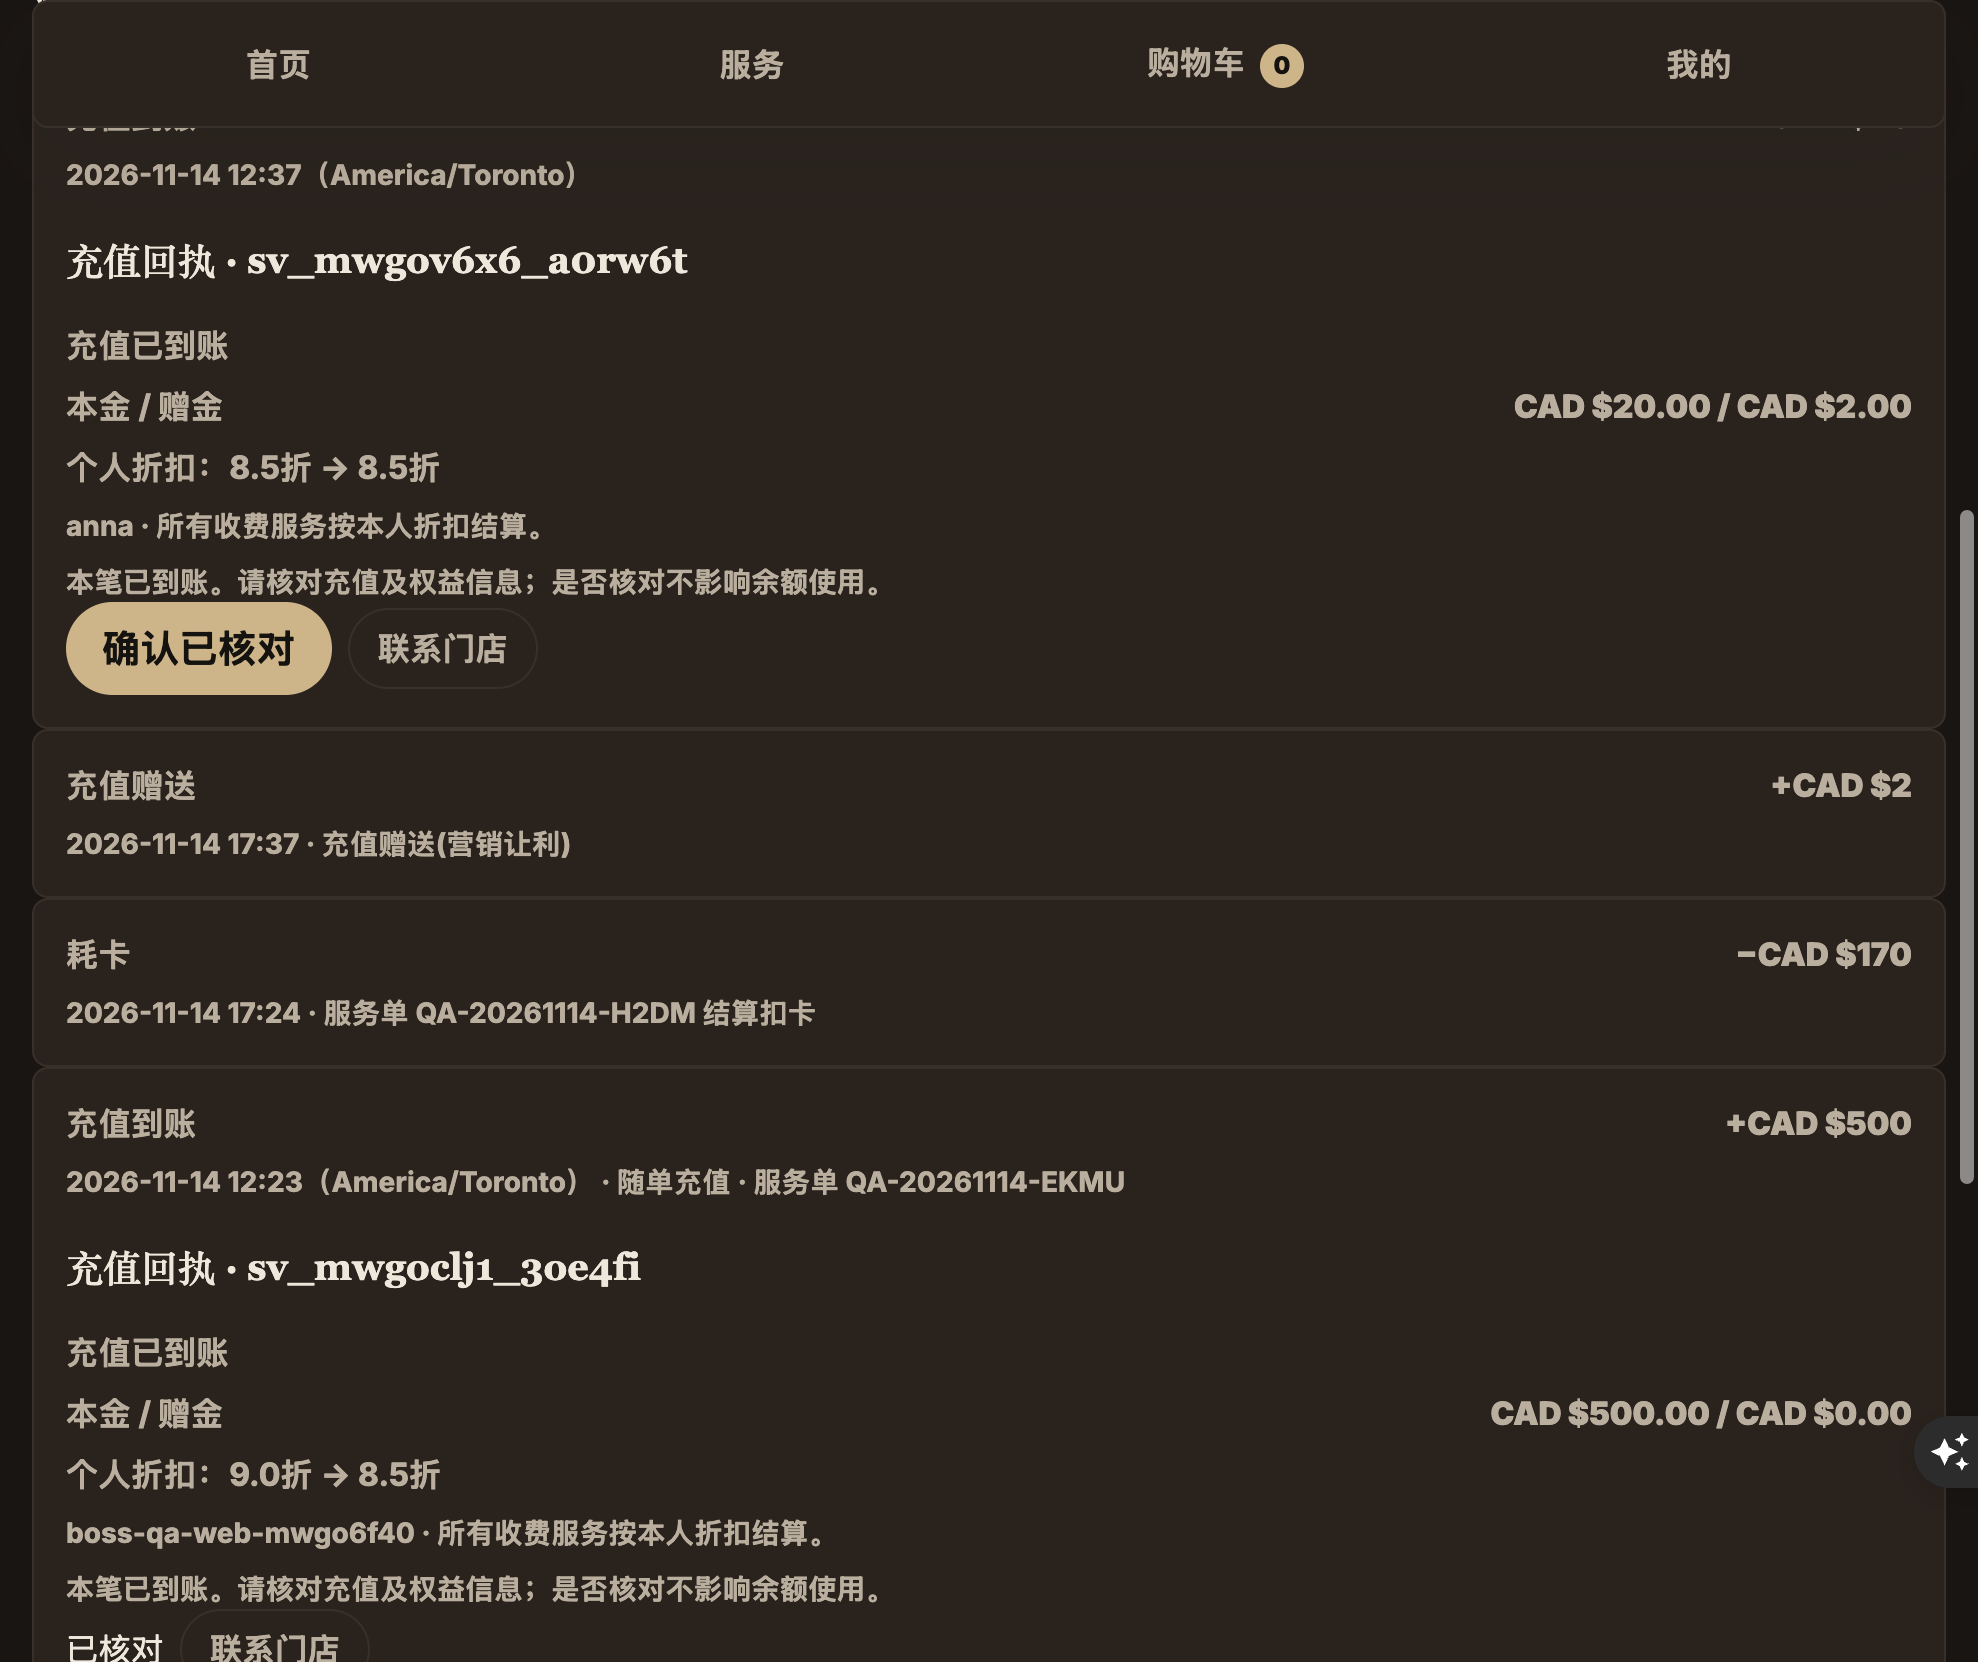 首页 服务 购物车 0 我的
2026-11-14 12:37（America/Toronto）
充值回执 · sv_mwgov6x6_a0rw6t
充值已到账
本金 / 赠金 CAD $20.00 / CAD $2.00
个人折扣：8.5折 → 8.5折
anna · 所有收费服务按本人折扣结算。
本笔已到账。请核对充值及权益信息；是否核对不影响余额使用。
确认已核对 联系门店
充值赠送 +CAD $2
2026-11-14 17:37 · 充值赠送(营销让利)
耗卡 −CAD $170
2026-11-14 17:24 · 服务单 QA-20261114-H2DM 结算扣卡
充值到账 +CAD $500
2026-11-14 12:23（America/Toronto） · 随单充值 · 服务单 QA-20261114-EKMU
充值回执 · sv_mwgoclj1_3oe4fi
充值已到账
本金 / 赠金 CAD $500.00 / CAD $0.00
个人折扣：9.0折 → 8.5折
boss-qa-web-mwgo6f40 · 所有收费服务按本人折扣结算。
本笔已到账。请核对充值及权益信息；是否核对不影响余额使用。
已核对 联系门店